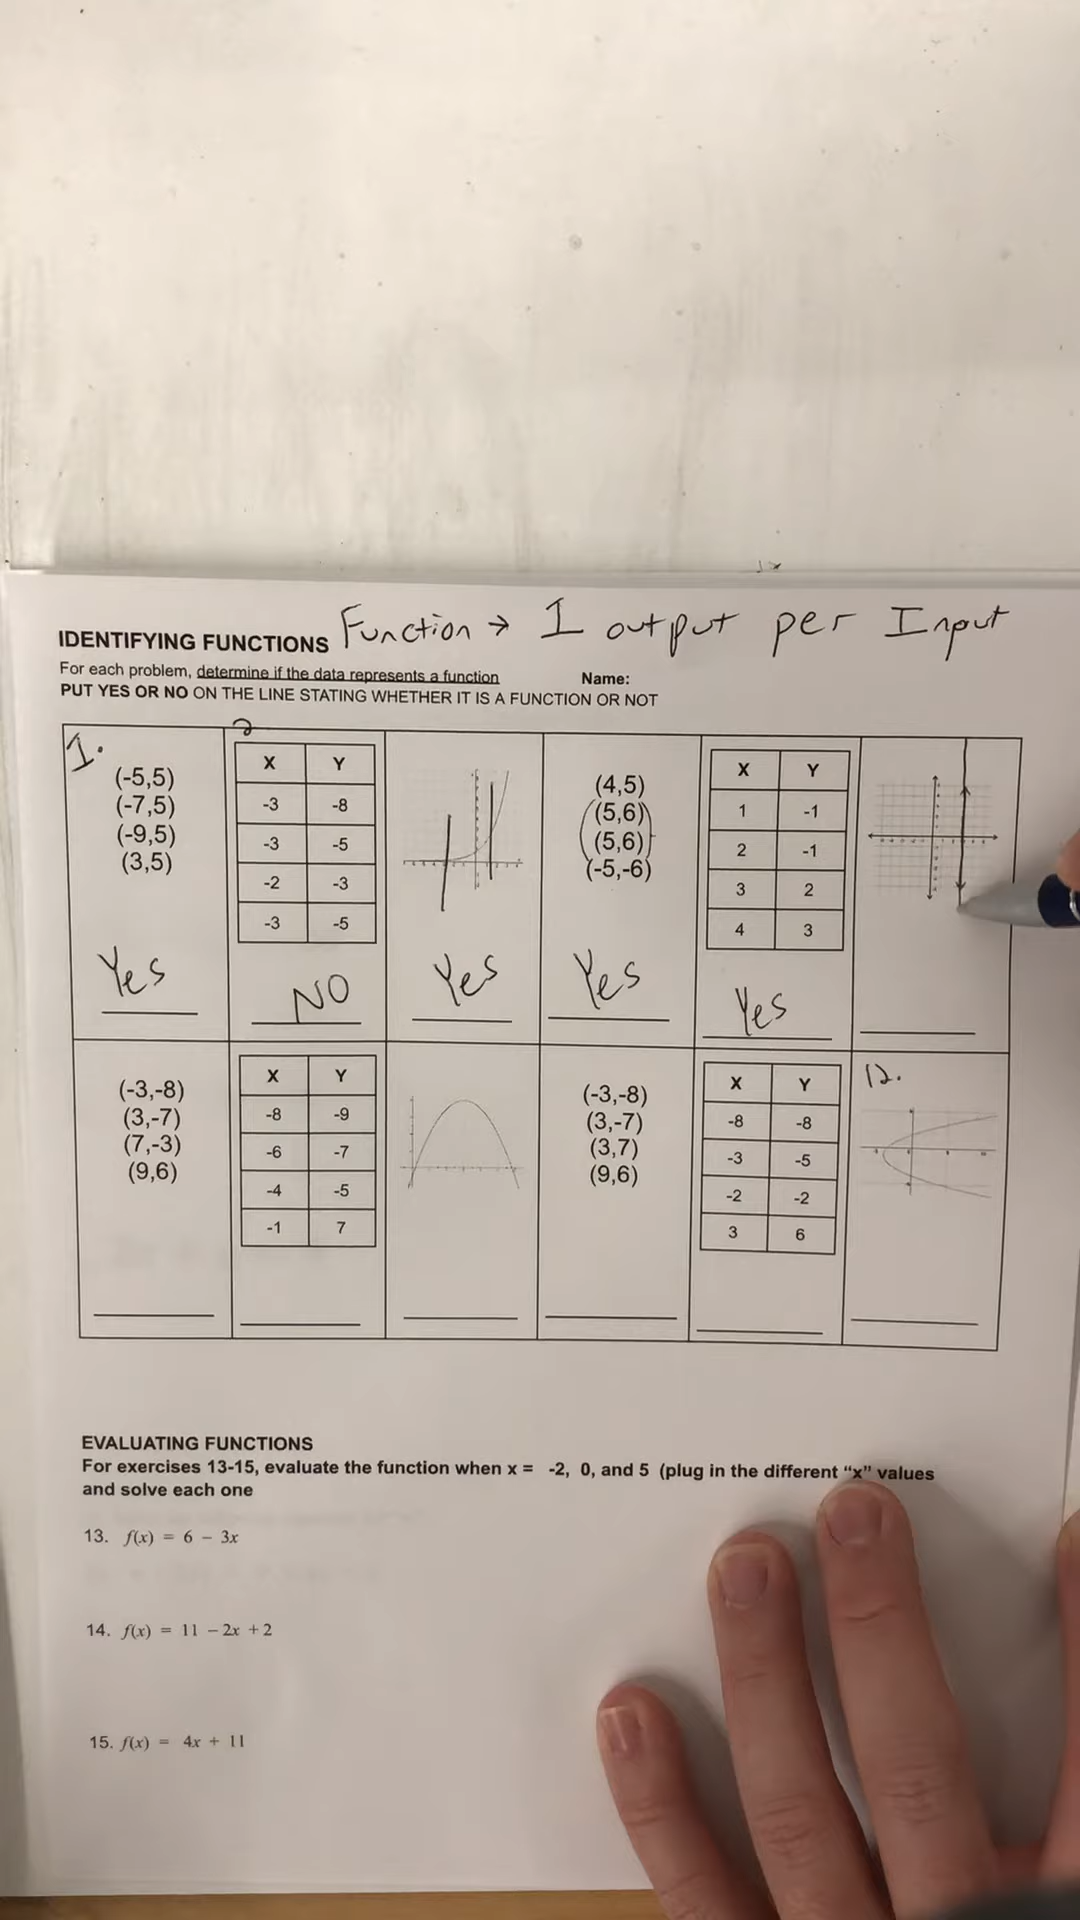 IDENTIFYING FUNCTIONS Function → 1 output per Input
For each problem, determine if the data represents a function Name:
PUT YES OR NO ON THE LINE STATING WHETHER IT IS A FUNCTION OR NOT
1.
(-5,5)
(-7,5)
(-9,5)
(3,5)
Yes
2
X Y
-3 -8
-3 -5
-2 -3
-3 -5
NO
Yes
(4,5)
(5,6)
(5,6)
(-5,-6)
Yes
X Y
1 -1
2 -1
3 2
4 3
Yes
(-3,-8)
(3,-7)
(7,-3)
(9,6)
X Y
-8 -9
-6 -7
-4 -5
-1 7
(-3,-8)
(3,-7)
(3,7)
(9,6)
X Y
-8 -8
-3 -5
-2 -2
3 6
12.
EVALUATING FUNCTIONS
For exercises 13-15, evaluate the function when x = -2, 0, and 5 (plug in the different “x” values
and solve each one
13. f(x) = 6 – 3x
14. f(x) = 11 – 2x + 2
15. f(x) = 4x + 11